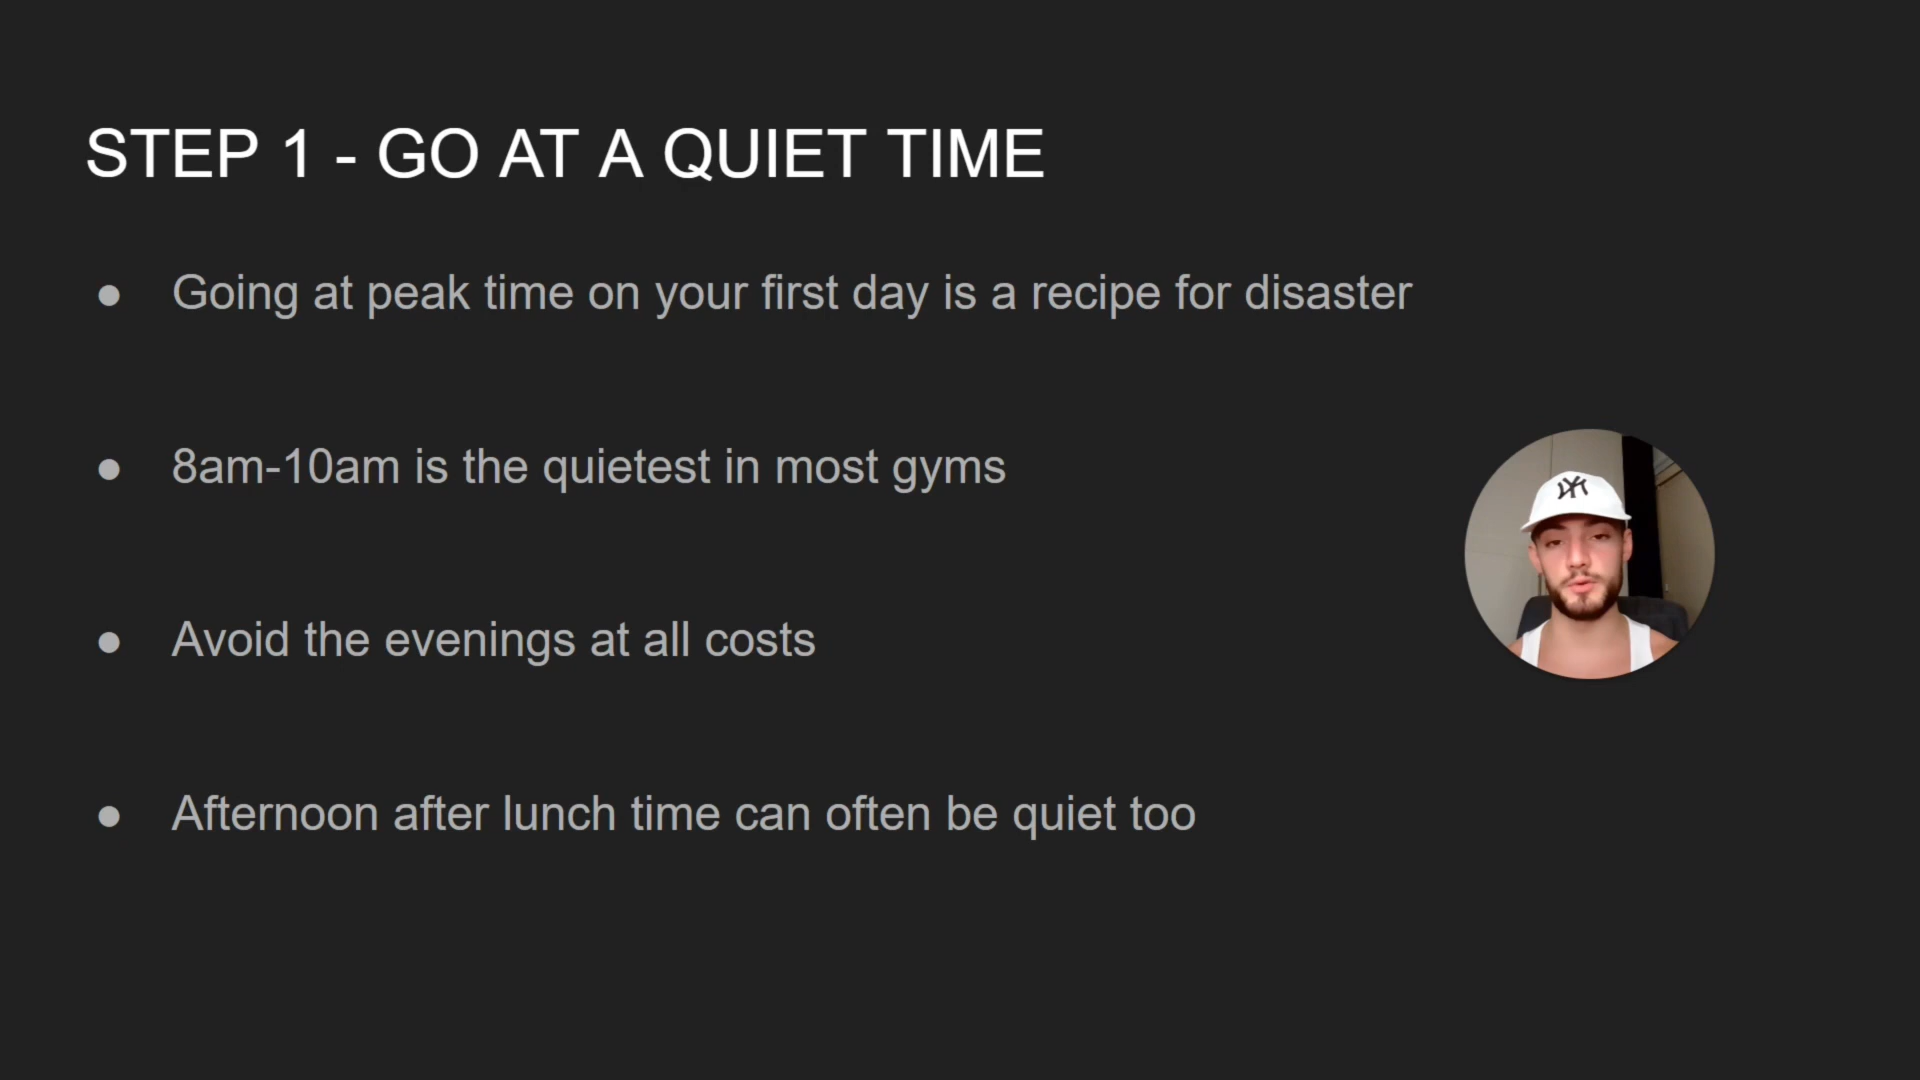 STEP 1 - GO AT A QUIET TIME
● Going at peak time on your first day is a recipe for disaster
● 8am-10am is the quietest in most gyms
● Avoid the evenings at all costs
● Afternoon after lunch time can often be quiet too
NY